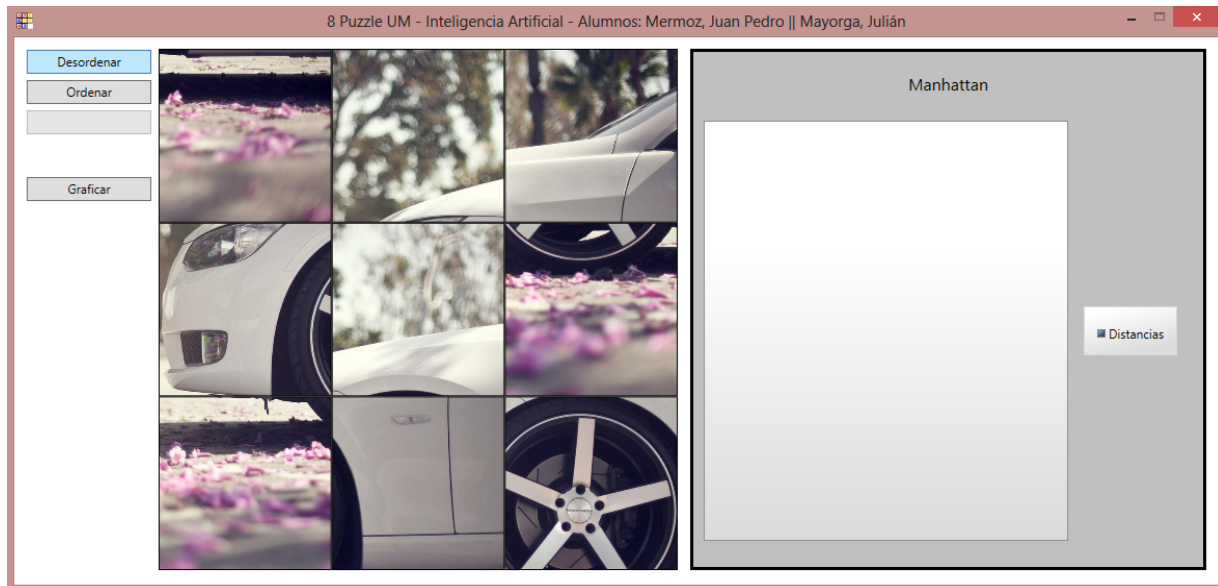 8 Puzzle UM - Inteligencia Artificial - Alumnos: Mermoz, Juan Pedro || Mayorga, Julián
Desordenar
Ordenar
Graficar
Manhattan
Distancias